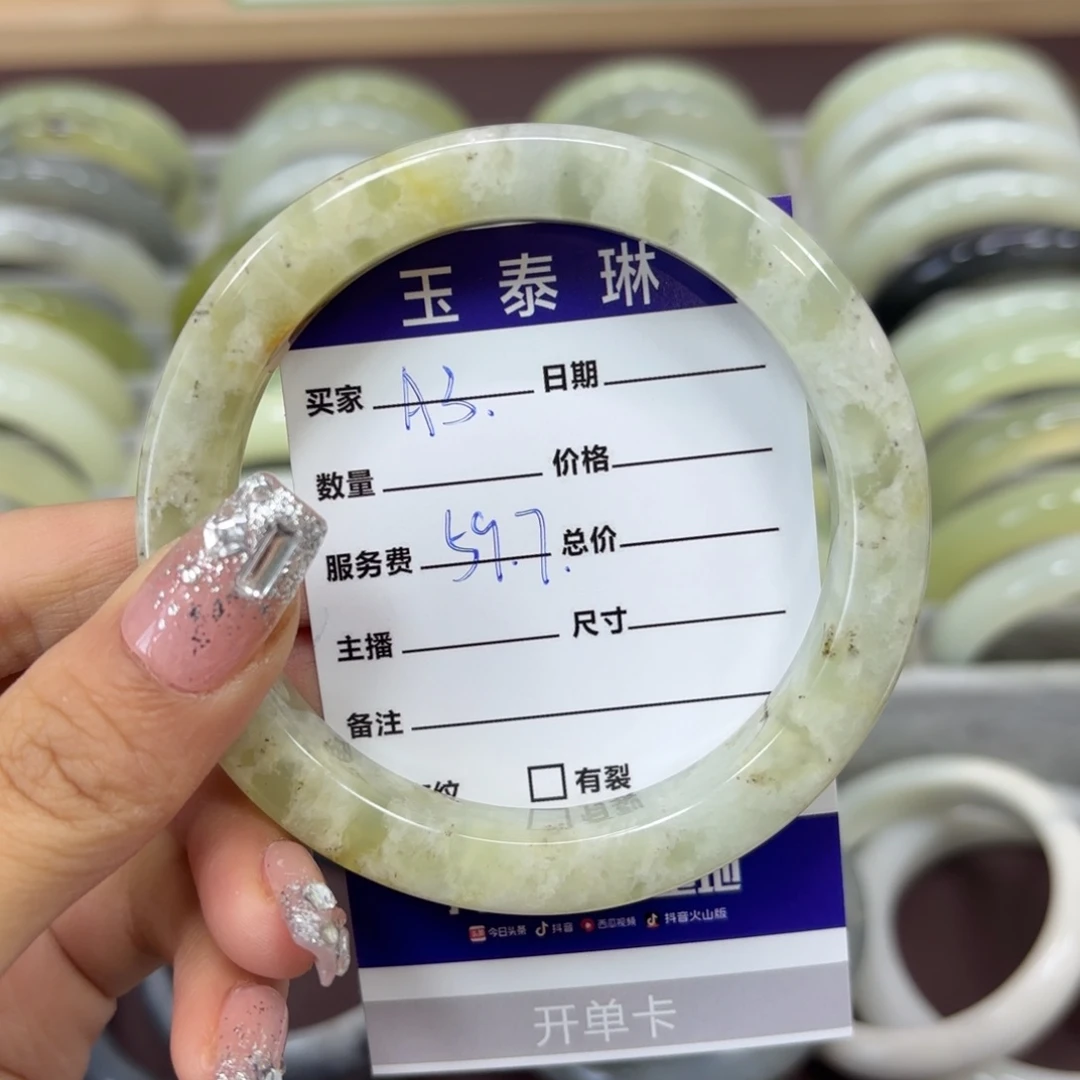 玉泰琳
买家 A3. 日期
数量 价格
服务费 59.7. 总价
主播 尺寸
备注
纹 有裂
今日头条 抖音 西瓜视频 抖音火山版
开单卡